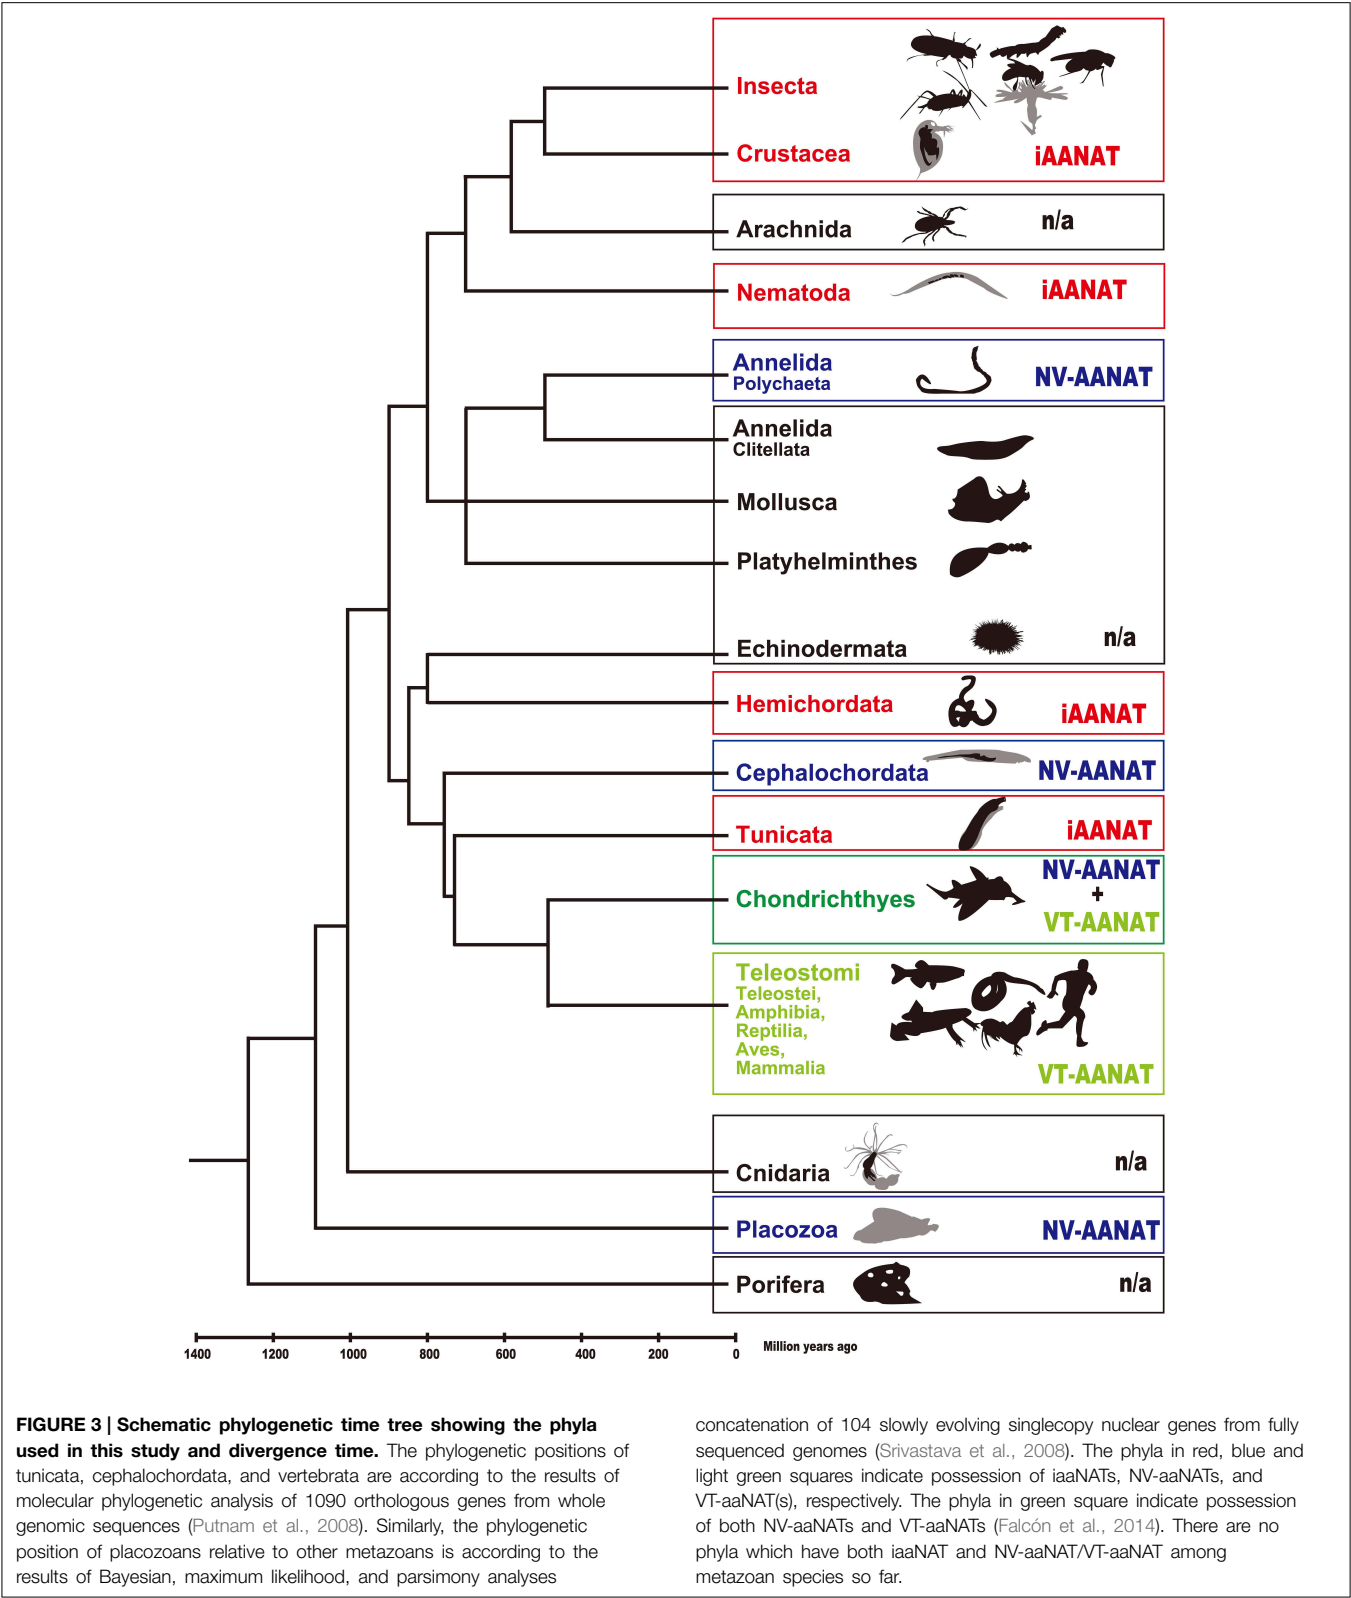 Insecta
Crustacea
iAANAT
Arachnida
n/a
Nematoda
iAANAT
Annelida
Polychaeta
NV-AANAT
Annelida
Clitellata
Mollusca
Platyhelminthes
Echinodermata
n/a
Hemichordata
iAANAT
Cephalochordata
NV-AANAT
Tunicata
iAANAT
Chondrichthyes
NV-AANAT
+
VT-AANAT
Teleostomi
Teleostei,
Amphibia,
Reptilia,
Aves,
Mammalia
VT-AANAT
Cnidaria
n/a
Placozoa
NV-AANAT
Porifera
n/a
1400 1200 1000 800 600 400 200 0 Million years ago
FIGURE 3 | Schematic phylogenetic time tree showing the phyla
used in this study and divergence time. The phylogenetic positions of
tunicata, cephalochordata, and vertebrata are according to the results of
molecular phylogenetic analysis of 1090 orthologous genes from whole
genomic sequences (Putnam et al., 2008). Similarly, the phylogenetic
position of placozoans relative to other metazoans is according to the
results of Bayesian, maximum likelihood, and parsimony analyses
concatenation of 104 slowly evolving singlecopy nuclear genes from fully
sequenced genomes (Srivastava et al., 2008). The phyla in red, blue and
light green squares indicate possession of iaaNATs, NV-aaNATs, and
VT-aaNAT(s), respectively. The phyla in green square indicate possession
of both NV-aaNATs and VT-aaNATs (Falcón et al., 2014). There are no
phyla which have both iaaNAT and NV-aaNAT/VT-aaNAT among
metazoan species so far.